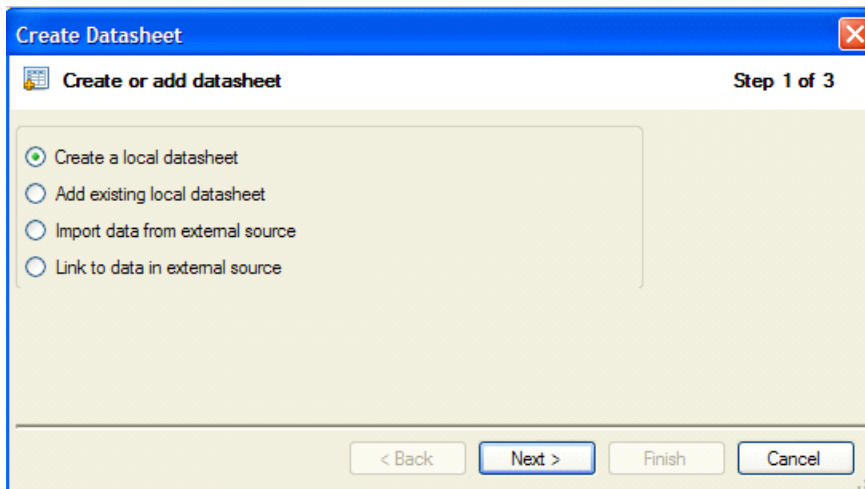 Create Datasheet
Create or add datasheet Step 1 of 3
Create a local datasheet
Add existing local datasheet
Import data from external source
Link to data in external source
< Back Next > Finish Cancel